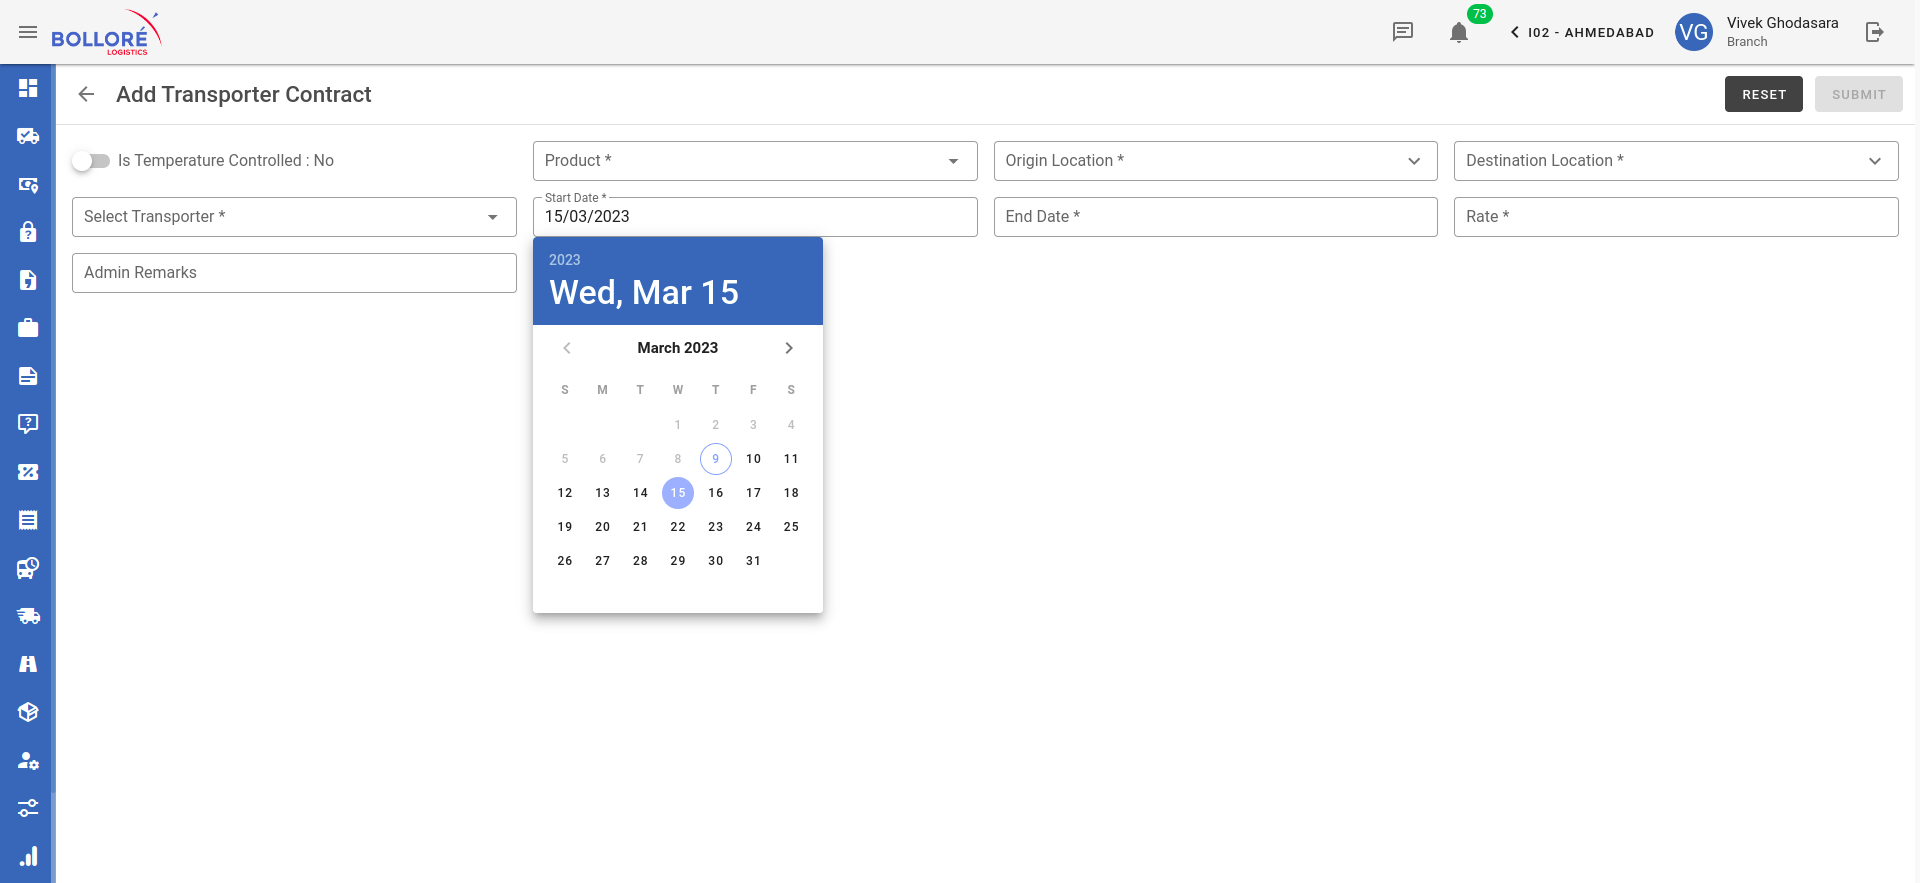 BOLLORÉ
LOGISTICS
73
I02 - AHMEDABAD
VG
Vivek Ghodasara
Branch
Add Transporter Contract
RESET
SUBMIT
Is Temperature Controlled : No
Product *
Origin Location *
Destination Location *
Select Transporter *
Start Date *
15/03/2023
End Date *
Rate *
Admin Remarks
2023
Wed, Mar 15
March 2023
S M T W T F S
1 2 3 4
5 6 7 8 9 10 11
12 13 14 15 16 17 18
19 20 21 22 23 24 25
26 27 28 29 30 31